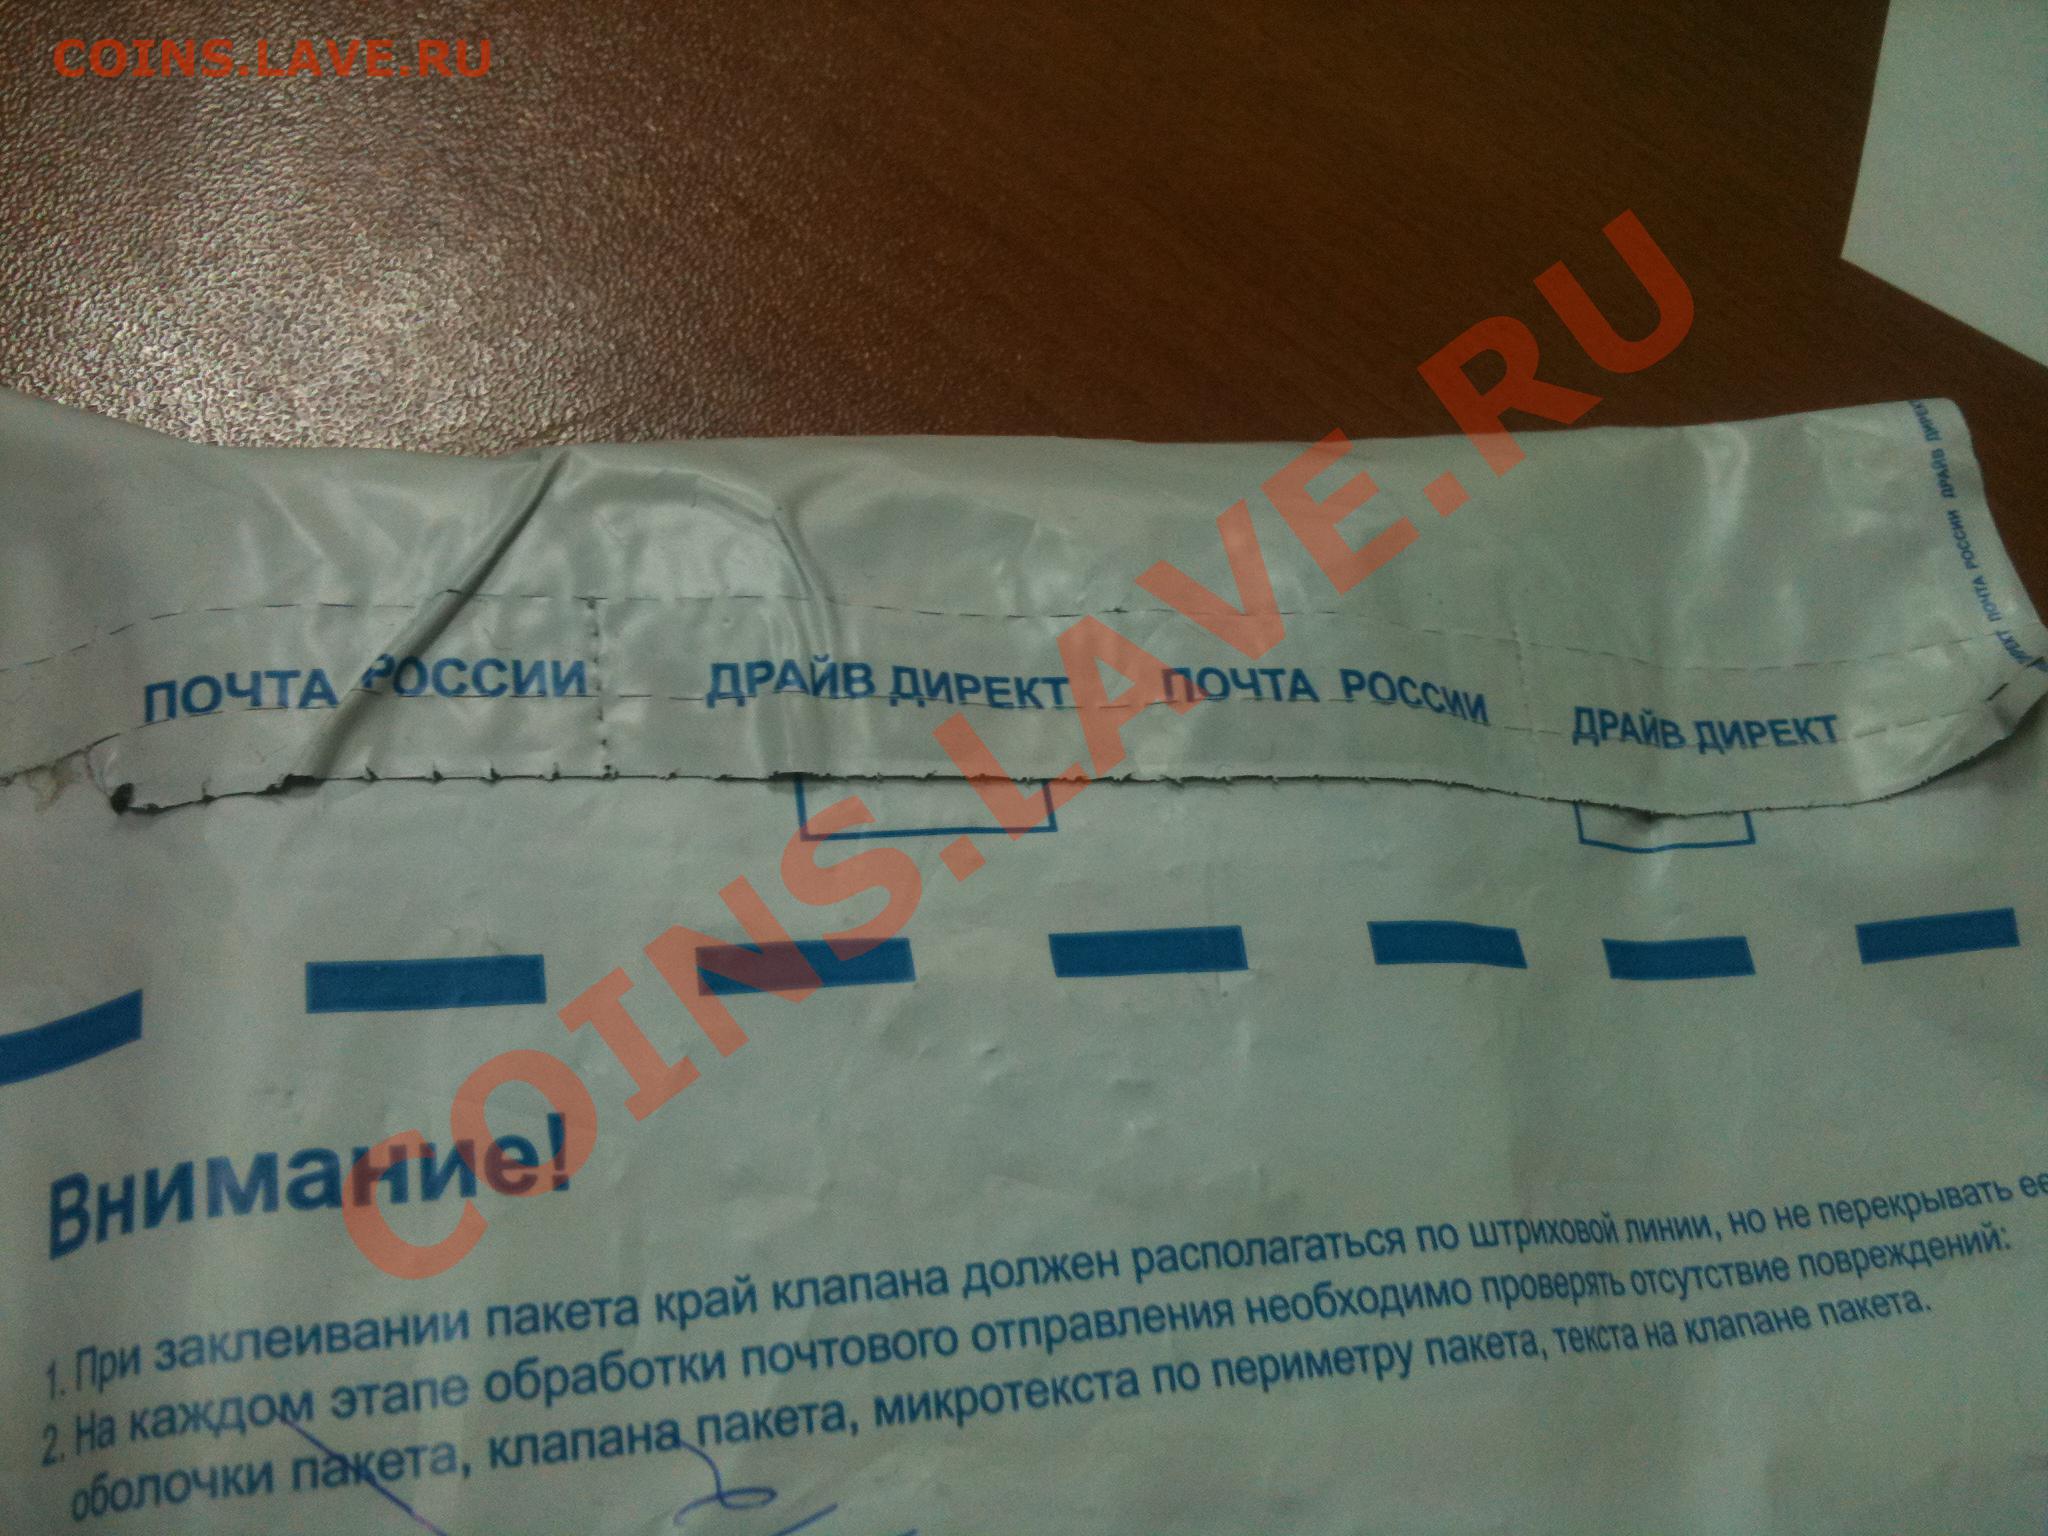 COINS.LAVE.RU
ДРАЙВ ДИРЕК
ПОЧТА РОССИИ
ПОЧТА РОССИИ ДРАЙВ ДИРЕКТ ПОЧТА РОССИИ ДРАЙВ ДИРЕКТ
COINS.LAVE.RU
Внимание!
1. При заклеивании пакета край клапана должен располагаться по штриховой линии, но не перекрывать ее
2. На каждом этапе обработки почтового отправления необходимо проверять отсутствие повреждений:
оболочки пакета, клапана пакета, микротекста по периметру пакета, текста на клапане пакета.